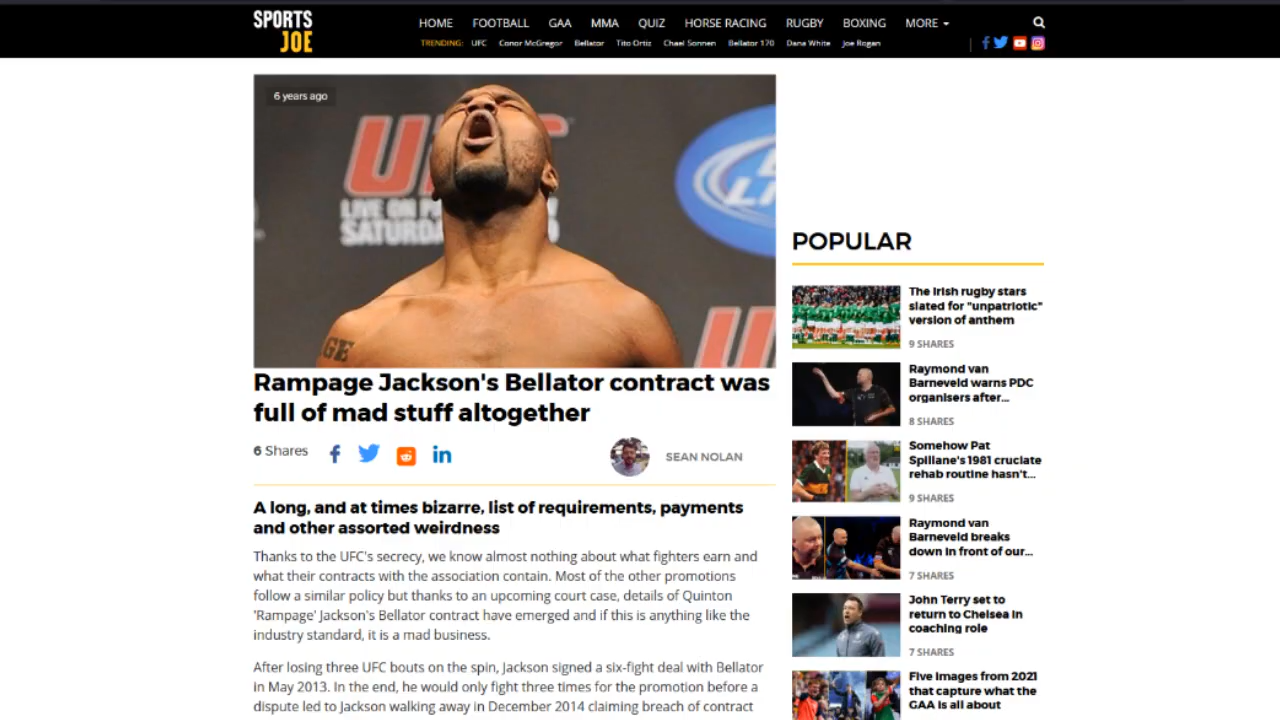 SPORTS
JOE
HOME FOOTBALL GAA MMA QUIZ HORSE RACING RUGBY BOXING MORE
TRENDING: UFC Conor McGregor Bellator Tito Ortiz Chael Sonnen Bellator 170 Dana White Joe Rogan
6 years ago
LIVE ON
SATURDA
GE
Rampage Jackson's Bellator contract was
full of mad stuff altogether
6 Shares
SEAN NOLAN
A long, and at times bizarre, list of requirements, payments
and other assorted weirdness
Thanks to the UFC's secrecy, we know almost nothing about what fighters earn and
what their contracts with the association contain. Most of the other promotions
follow a similar policy but thanks to an upcoming court case, details of Quinton
'Rampage' Jackson's Bellator contract have emerged and if this is anything like the
industry standard, it is a mad business.
After losing three UFC bouts on the spin, Jackson signed a six-fight deal with Bellator
in May 2013. In the end, he would only fight three times for the promotion before a
dispute led to Jackson walking away in December 2014 claiming breach of contract
POPULAR
The Irish rugby stars
slated for "unpatriotic"
version of anthem
9 SHARES
Raymond van
Barneveld warns PDC
organisers after...
8 SHARES
Somehow Pat
Spillane's 1981 cruciate
rehab routine hasn't...
9 SHARES
Raymond van
Barneveld breaks
down in front of our...
7 SHARES
John Terry set to
return to Chelsea in
coaching role
7 SHARES
Five images from 2021
that capture what the
GAA is all about